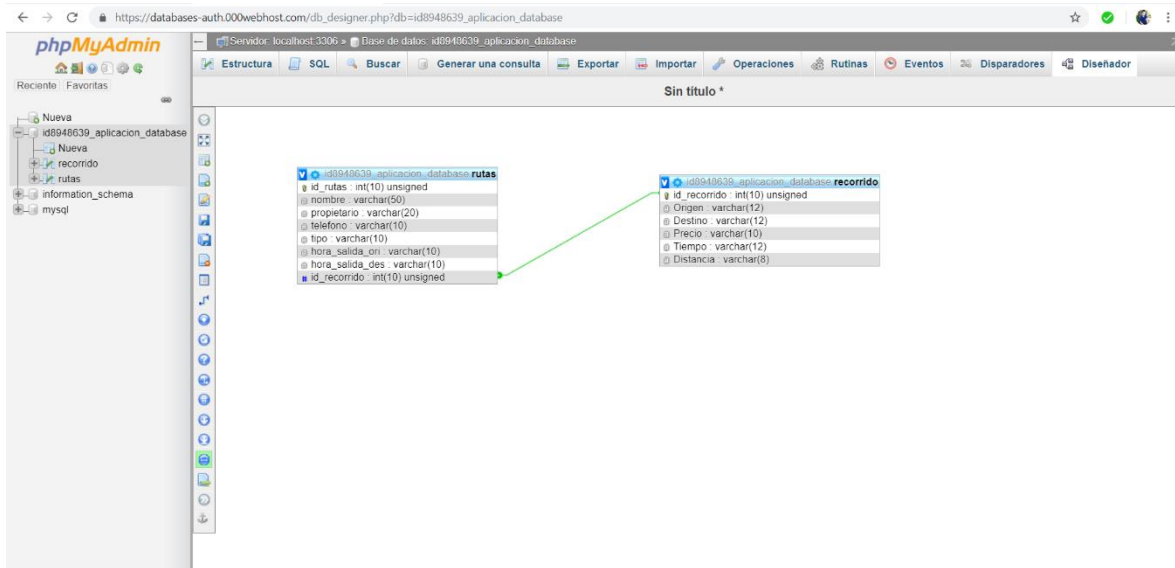 https://databases-auth.000webhost.com/db_designer.php?db=id8948639_aplicacion_database
phpMyAdmin
Reciente Favoritas
Nueva
id8948639_aplicacion_database
Nueva
recorrido
rutas
information_schema
mysql
Servidor: localhost:3306 » Base de datos: id8948639_aplicacion_database
Estructura SQL Buscar Generar una consulta Exportar Importar Operaciones Rutinas Eventos Disparadores Diseñador
Sin título *
id8948639_aplicacion_database rutas
id_rutas : int(10) unsigned
nombre : varchar(50)
propietario : varchar(20)
telefono : varchar(10)
tipo : varchar(10)
hora_salida_ori : varchar(10)
hora_salida_des : varchar(10)
id_recorrido : int(10) unsigned
id8948639_aplicacion_database recorrido
id_recorrido : int(10) unsigned
Origen : varchar(12)
Destino : varchar(12)
Precio : varchar(10)
Tiempo : varchar(12)
Distancia : varchar(8)